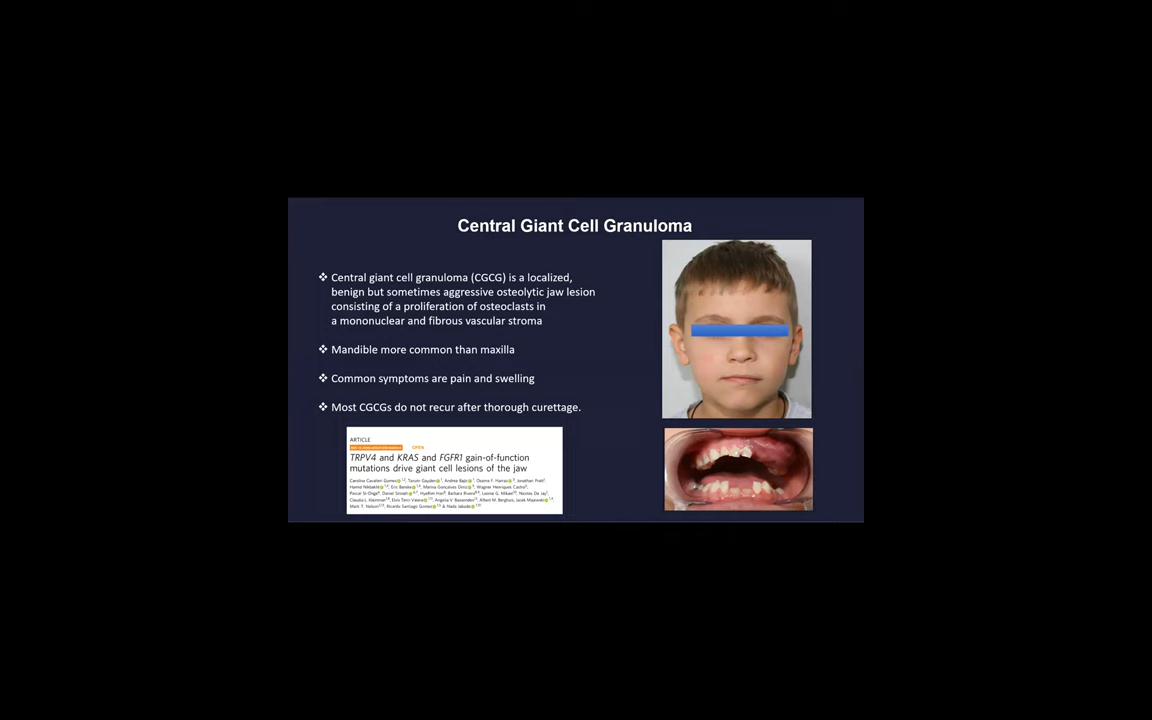 Central Giant Cell Granuloma
❖ Central giant cell granuloma (CGCG) is a localized,
benign but sometimes aggressive osteolytic jaw lesion
consisting of a proliferation of osteoclasts in
a mononuclear and fibrous vascular stroma
❖ Mandible more common than maxilla
❖ Common symptoms are pain and swelling
❖ Most CGCGs do not recur after thorough curettage.
ARTICLE
OPEN
TRPV4 and KRAS and FGFR1 gain-of-function
mutations drive giant cell lesions of the jaw